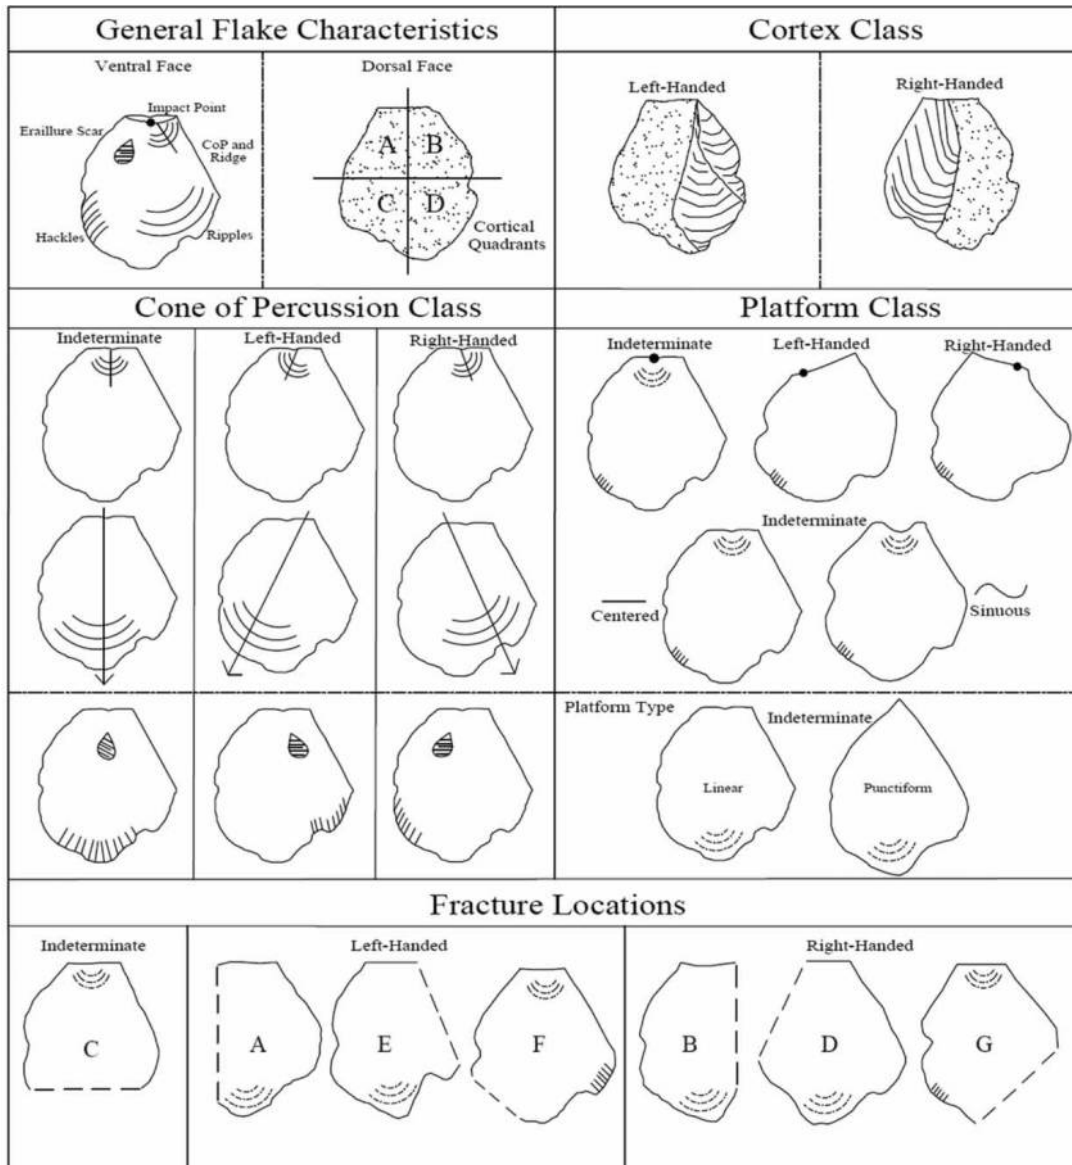 General Flake Characteristics
Cortex Class
Ventral Face
Dorsal Face
Impact Point
Eraillure Scar
CoP and
Ridge
Hackles
Ripples
A
B
C
D
Cortical
Quadrants
Left-Handed
Right-Handed
Cone of Percussion Class
Platform Class
Indeterminate
Left-Handed
Right-Handed
Indeterminate
Left-Handed
Right-Handed
Indeterminate
Centered
Sinuous
Platform Type
Indeterminate
Linear
Punctiform
Fracture Locations
Indeterminate
Left-Handed
Right-Handed
C
A
E
F
B
D
G